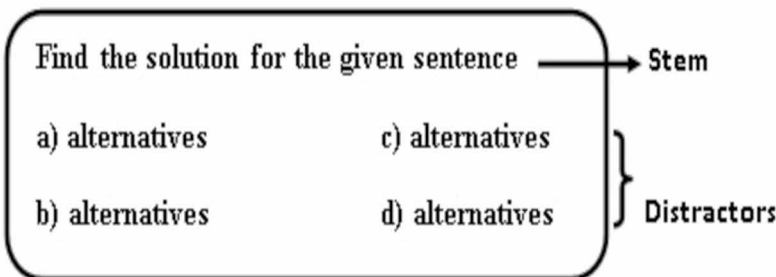 Find the solution for the given sentence Stem
a) alternatives c) alternatives
b) alternatives d) alternatives Distractors